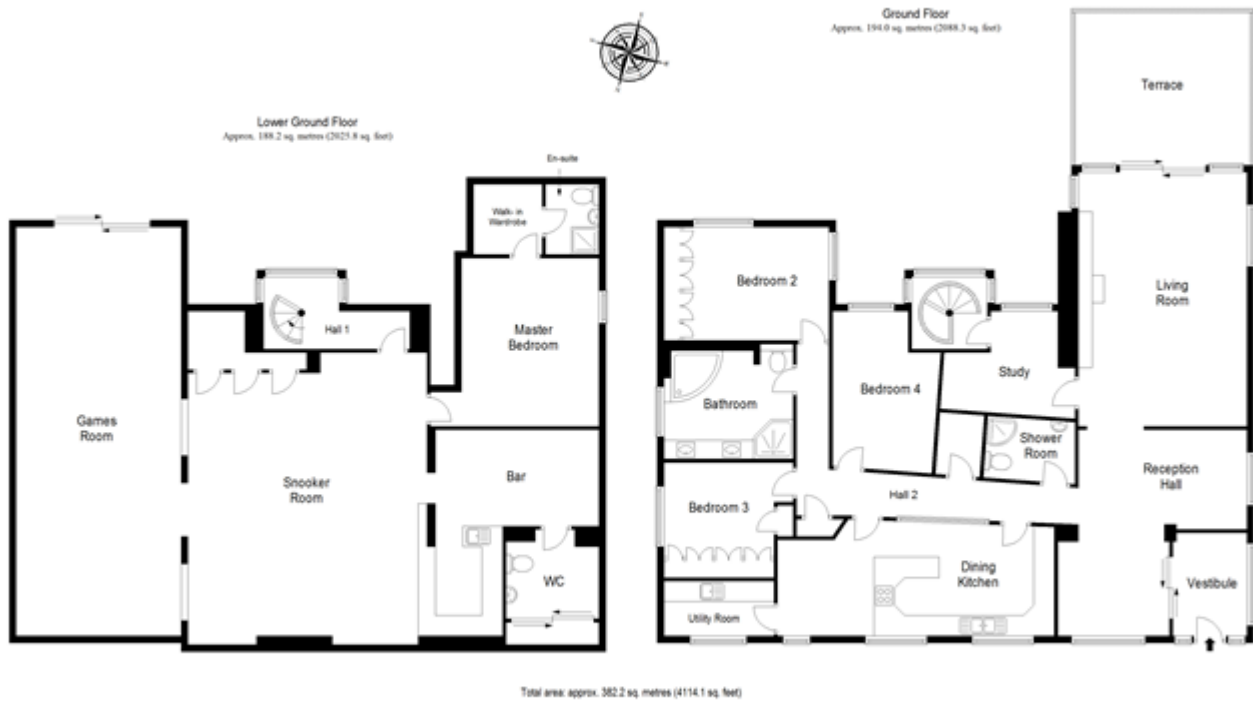 Ground Floor
Approx. 194.0 sq. metres (2088.3 sq. feet)
Terrace
Lower Ground Floor
Approx. 188.2 sq. metres (2025.8 sq. feet)
En-suite
Walk- in
Wardrobe
Hall 1
Master
Bedroom
Games
Room
Snooker
Room
Bar
WC
Bedroom 2
Living
Room
Study
Bedroom 4
Bathroom
Shower
Room
Reception
Hall
Hall 2
Bedroom 3
Dining
Kitchen
Vestibule
Utility Room
Total area: approx. 382.2 sq. metres (4114.1 sq. feet)